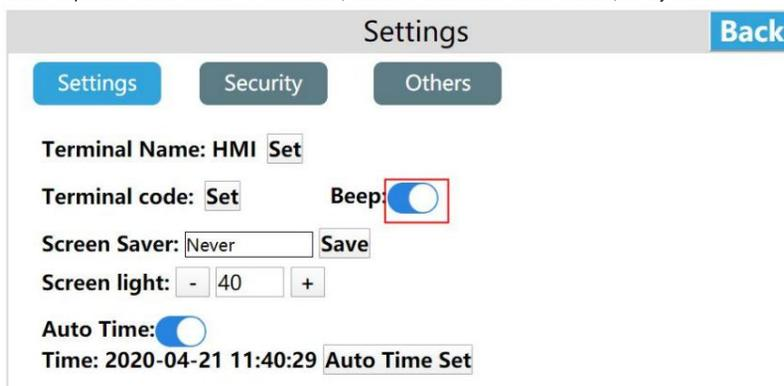 Settings
Back
Settings Security Others
Terminal Name: HMI Set
Terminal code: Set Beep:
Screen Saver: Never Save
Screen light: - 40 +
Auto Time:
Time: 2020-04-21 11:40:29 Auto Time Set